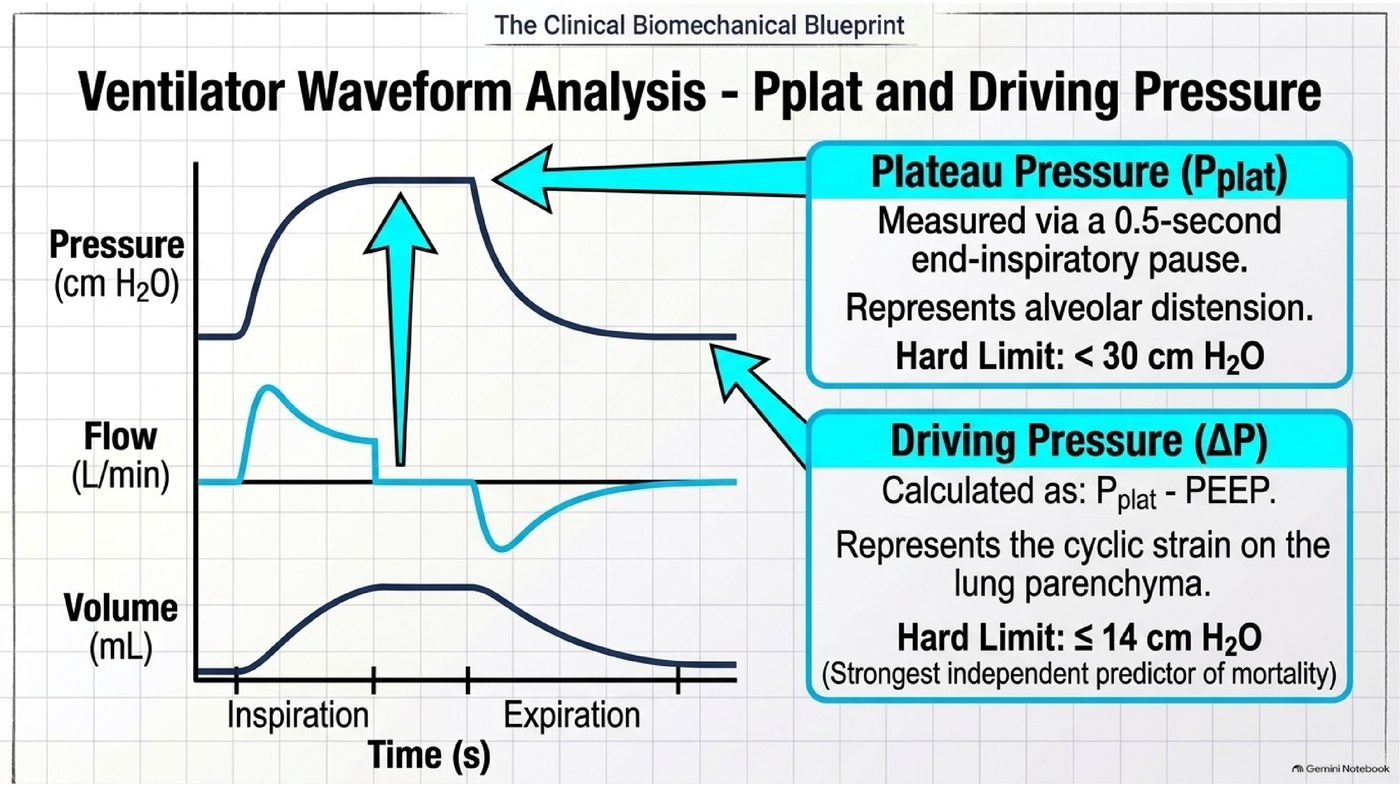 The Clinical Biomechanical Blueprint
Ventilator Waveform Analysis - Pplat and Driving Pressure
Pressure
(cm H₂O)
Flow
(L/min)
Volume
(mL)
Inspiration
Expiration
Time (s)
Plateau Pressure (Pplat)
Measured via a 0.5-second
end-inspiratory pause.
Represents alveolar distension.
Hard Limit: < 30 cm H₂O
Driving Pressure (ΔP)
Calculated as: Pplat - PEEP.
Represents the cyclic strain on the
lung parenchyma.
Hard Limit: ≤ 14 cm H₂O
(Strongest independent predictor of mortality)
Gemini Notebook